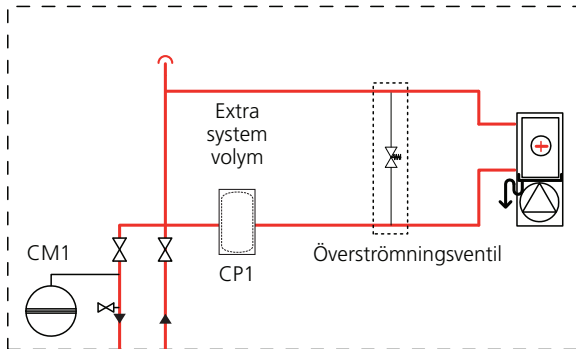 Extra
system
volym
CM1
Överströmningsventil
CP1